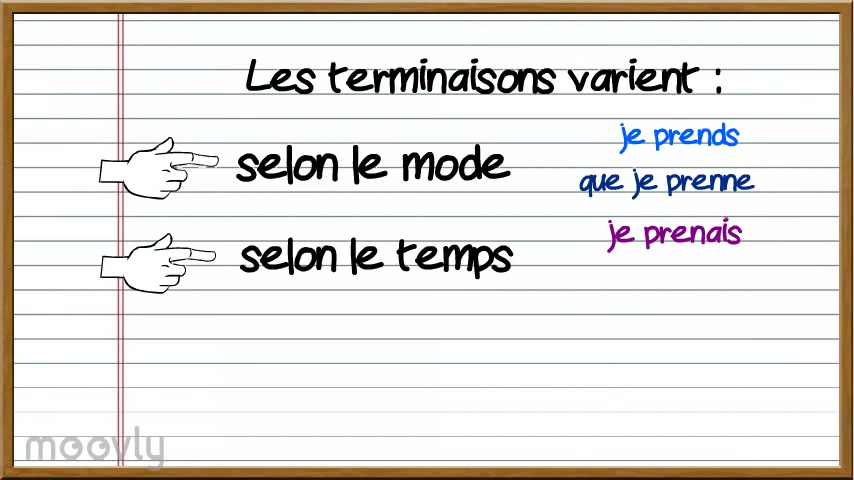 Les terminaisons varient :
je prends
selon le mode
que je prenne
je prenais
selon le temps
moovly